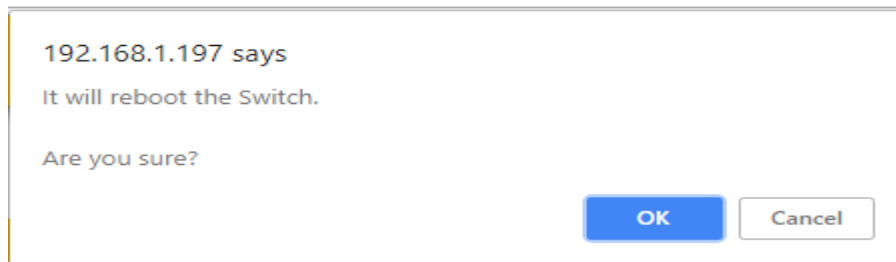 192.168.1.197 says
It will reboot the Switch.
Are you sure?
OK
Cancel